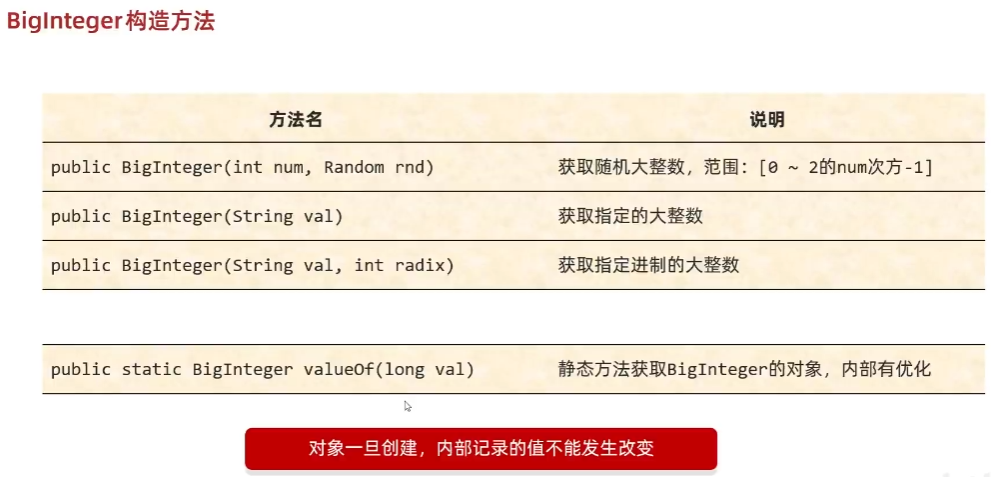 BigInteger构造方法
方法名 说明
public BigInteger(int num, Random rnd) 获取随机大整数，范围：[0 ~ 2的num次方-1]
public BigInteger(String val) 获取指定的大整数
public BigInteger(String val, int radix) 获取指定进制的大整数
public static BigInteger valueOf(long val) 静态方法获取BigInteger的对象，内部有优化
对象一旦创建，内部记录的值不能发生改变